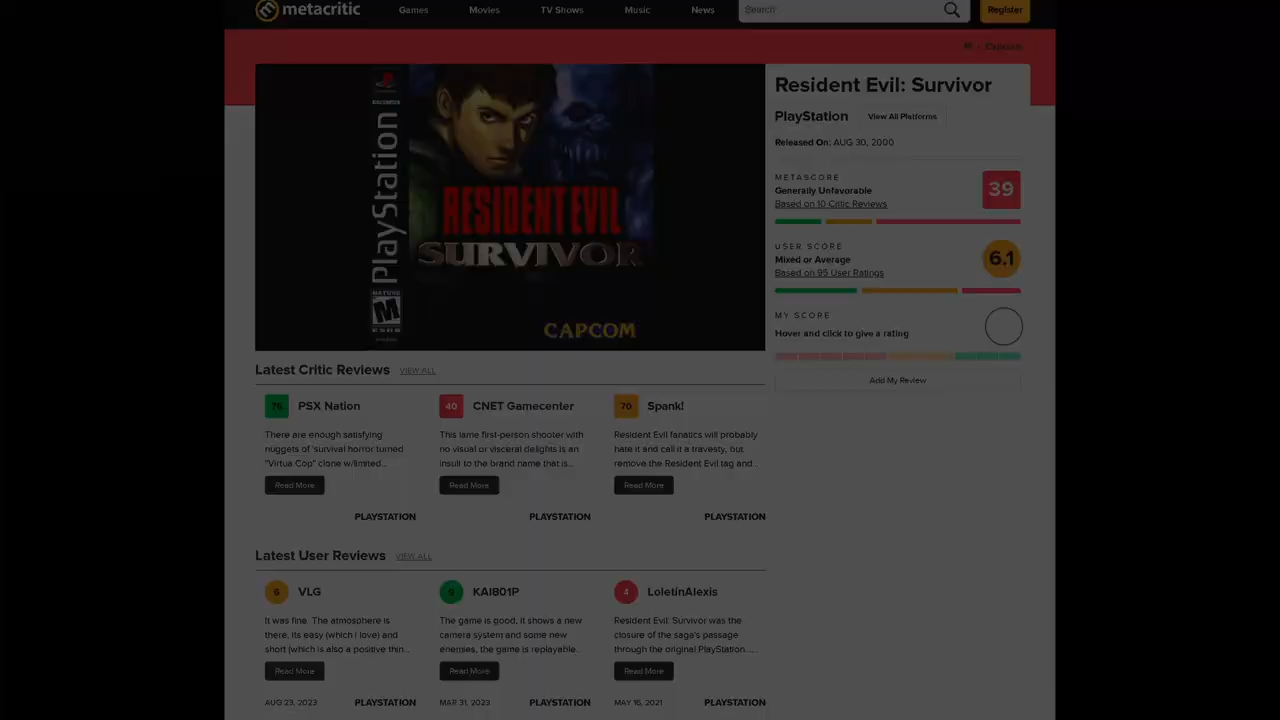 metacritic
Games Movies TV Shows Music News Search Register
CAPCOM
PlayStation
RESIDENT EVIL
SURVIVOR
MATURE
M
CAPCOM
Resident Evil: Survivor
PlayStation View All Platforms
Released On: AUG 30, 2000
METASCORE
Generally Unfavorable
Based on 10 Critic Reviews
39
USER SCORE
Mixed or Average
Based on 95 User Ratings
6.1
MY SCORE
Hover and click to give a rating
Add My Review
Latest Critic Reviews VIEW ALL
PSX Nation
There are enough satisfying
nuggets of 'survival horror turned
"Virtua Cop" clone w/limited...
Read More
PLAYSTATION
40 CNET Gamecenter
This lame first-person shooter with
no visual or visceral delights is an
insult to the brand name that is...
Read More
PLAYSTATION
70 Spank!
Resident Evil fanatics will probably
hate it and call it a travesty, but
remove the Resident Evil tag and...
Read More
PLAYSTATION
Latest User Reviews VIEW ALL
6 VLG
It was fine. The atmosphere is
there, its easy (which i love) and
short (which is also a positive thin...
Read More
AUG 23, 2023 PLAYSTATION
9 KAI801P
The game is good, it shows a new
camera system and some new
enemies, the game is replayable...
Read More
MAR 31, 2023 PLAYSTATION
4 LoletinAlexis
Resident Evil: Survivor was the
closure of the saga's passage
through the original PlayStation......
Read More
MAY 16, 2021 PLAYSTATION